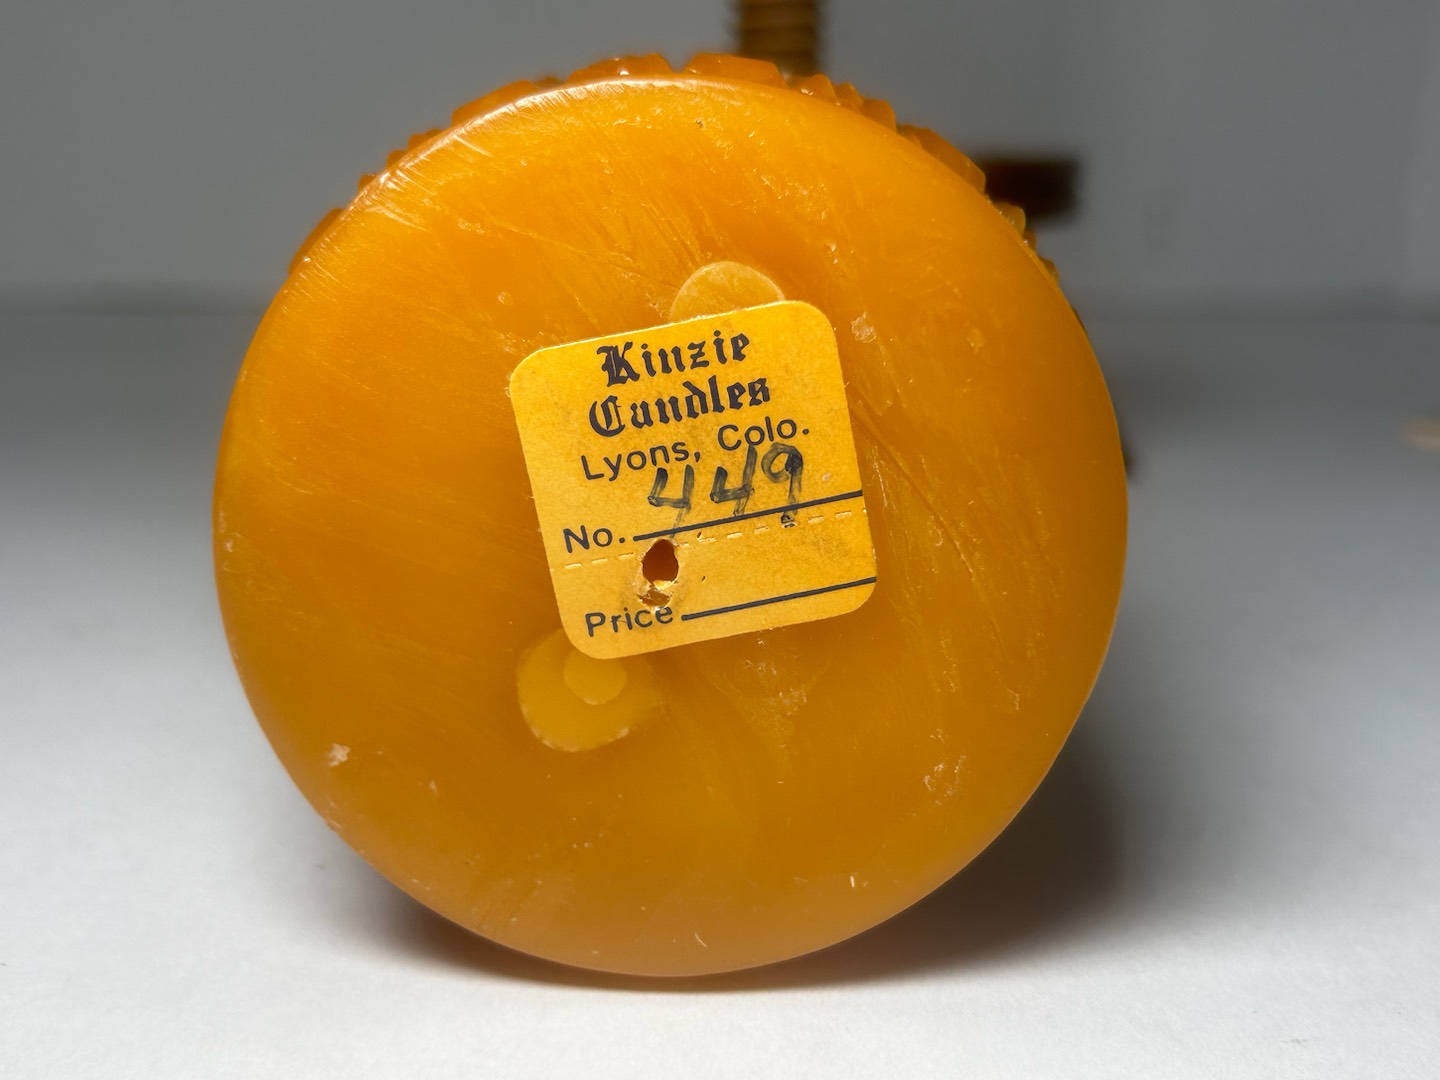 Kinzie
Candles
Lyons, Colo.
No. 449
Price